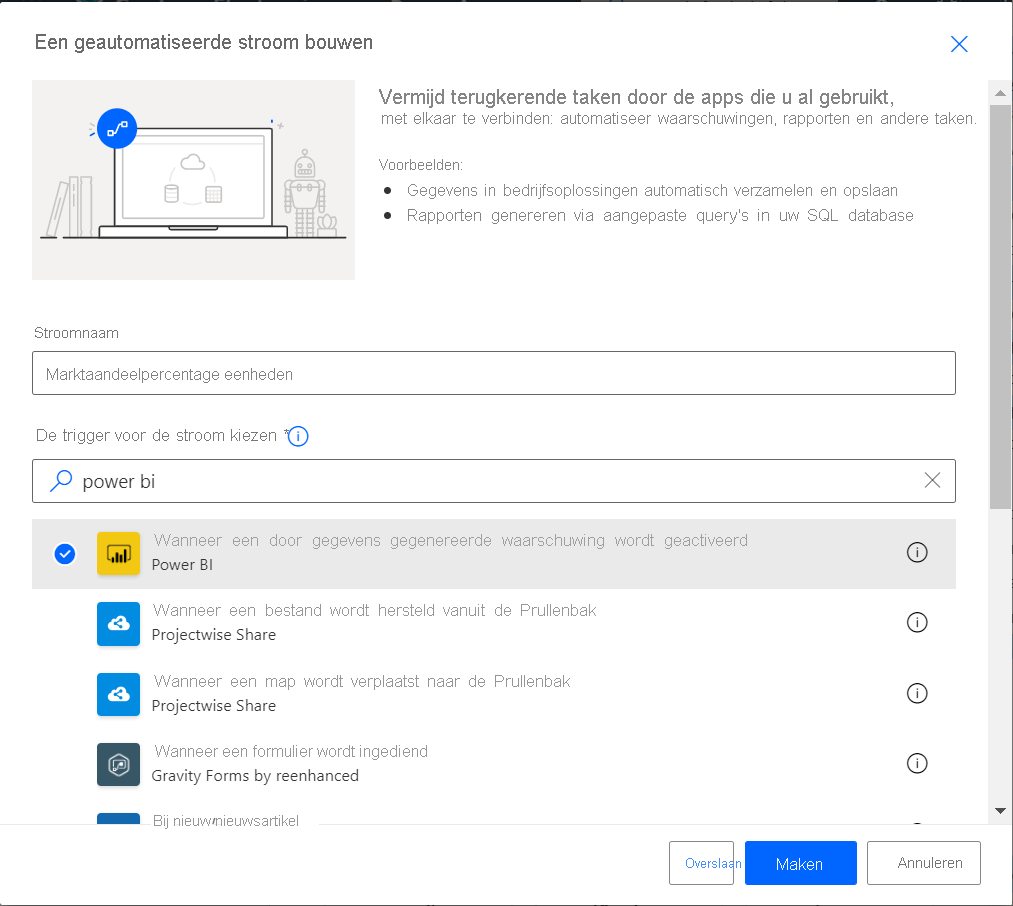 Een geautomatiseerde stroom bouwen
Vermijd terugkerende taken door de apps die u al gebruikt,
met elkaar te verbinden: automatiseer waarschuwingen, rapporten en andere taken.
Voorbeelden:
Gegevens in bedrijfsoplossingen automatisch verzamelen en opslaan
Rapporten genereren via aangepaste query's in uw SQL database
Stroomnaam
Marktaandeelpercentage eenheden
De trigger voor de stroom kiezen *
power bi
Wanneer een door gegevens gegenereerde waarschuwing wordt geactiveerd
Power BI
Wanneer een bestand wordt hersteld vanuit de Prullenbak
Projectwise Share
Wanneer een map wordt verplaatst naar de Prullenbak
Projectwise Share
Wanneer een formulier wordt ingediend
Gravity Forms by reenhanced
Bij nieuw nieuwsartikel
Overslaan
Maken
Annuleren